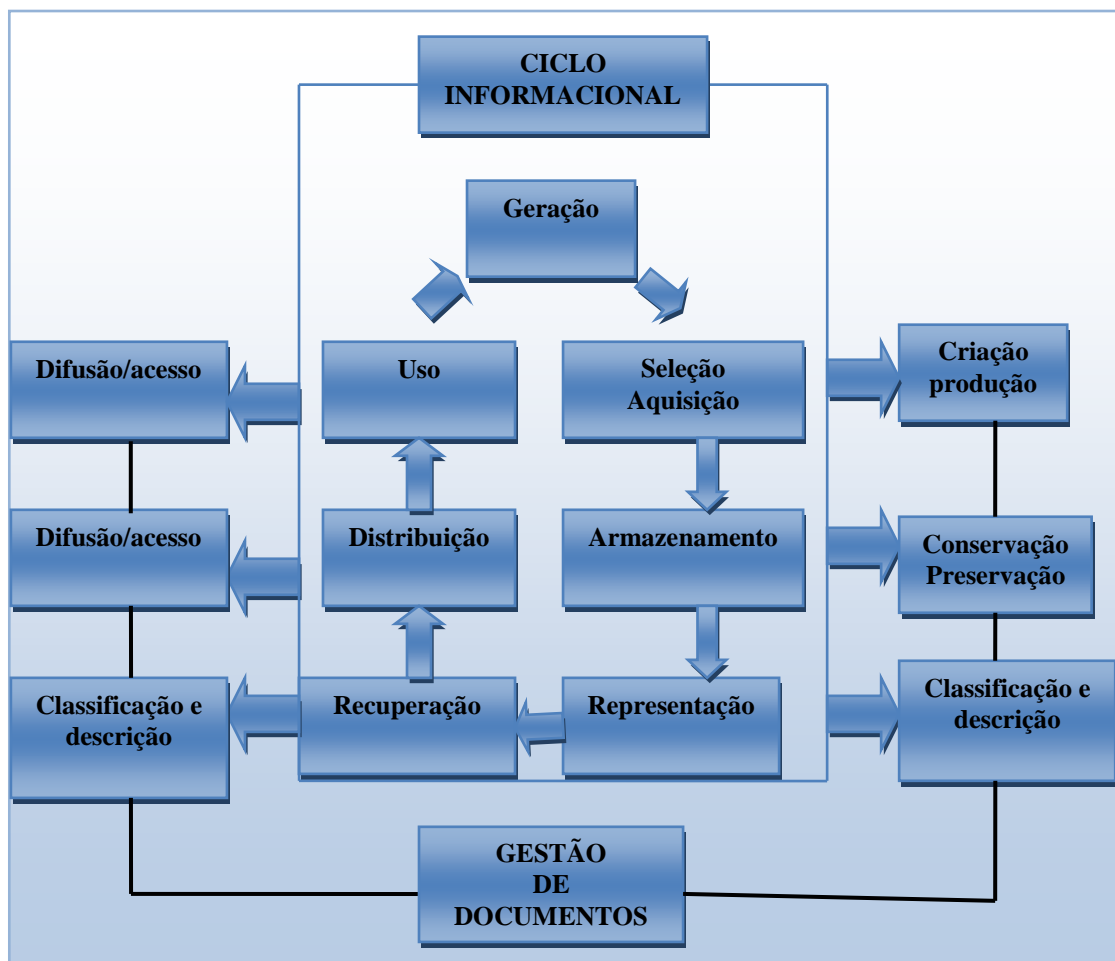 CICLO
INFORMACIONAL
Geração
Difusão/acesso
Uso
Seleção
Aquisição
Criação
produção
Difusão/acesso
Distribuição
Armazenamento
Conservação
Preservação
Classificação e
descrição
Recuperação
Representação
Classificação e
descrição
GESTÃO
DE
DOCUMENTOS